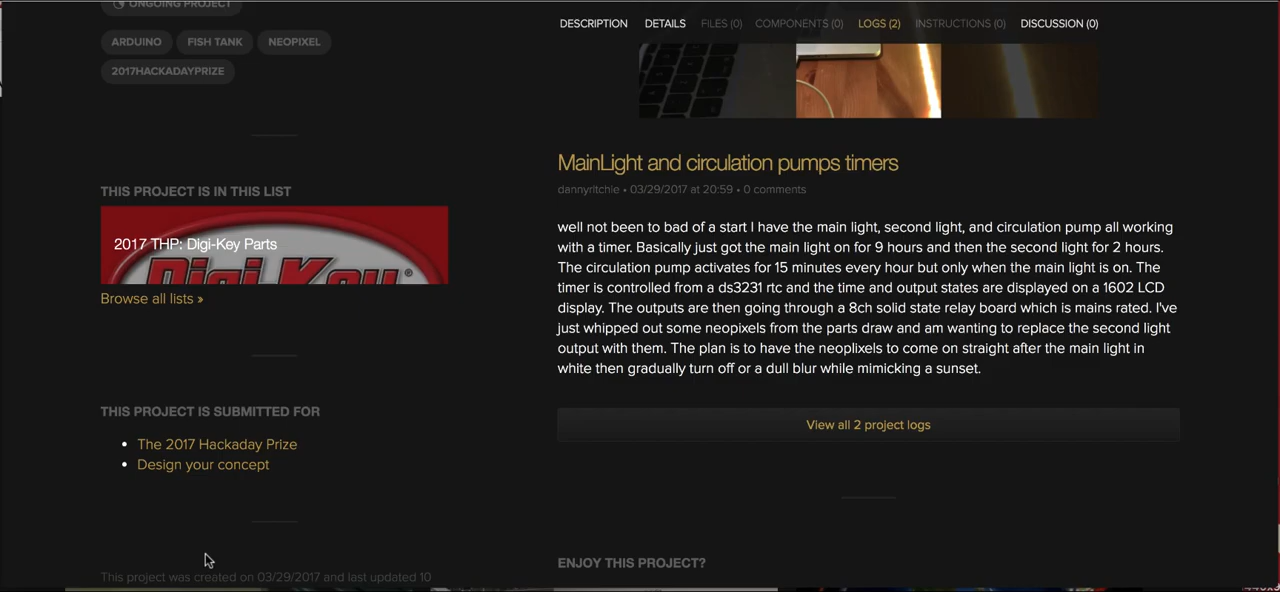 ONGOING PROJECT
ARDUINO FISH TANK NEOPIXEL
2017HACKADAYPRIZE
THIS PROJECT IS IN THIS LIST
2017 THP: Digi-Key Parts
Digi-Key®
Browse all lists »
THIS PROJECT IS SUBMITTED FOR
• The 2017 Hackaday Prize
• Design your concept
This project was created on 03/29/2017 and last updated 10
DESCRIPTION DETAILS FILES (0) COMPONENTS (0) LOGS (2) INSTRUCTIONS (0) DISCUSSION (0)
MainLight and circulation pumps timers
dannyritchie • 03/29/2017 at 20:59 • 0 comments
well not been to bad of a start I have the main light, second light, and circulation pump all working
with a timer. Basically just got the main light on for 9 hours and then the second light for 2 hours.
The circulation pump activates for 15 minutes every hour but only when the main light is on. The
timer is controlled from a ds3231 rtc and the time and output states are displayed on a 1602 LCD
display. The outputs are then going through a 8ch solid state relay board which is mains rated. I've
just whipped out some neopixels from the parts draw and am wanting to replace the second light
output with them. The plan is to have the neoplixels to come on straight after the main light in
white then gradually turn off or a dull blur while mimicking a sunset.
View all 2 project logs
ENJOY THIS PROJECT?